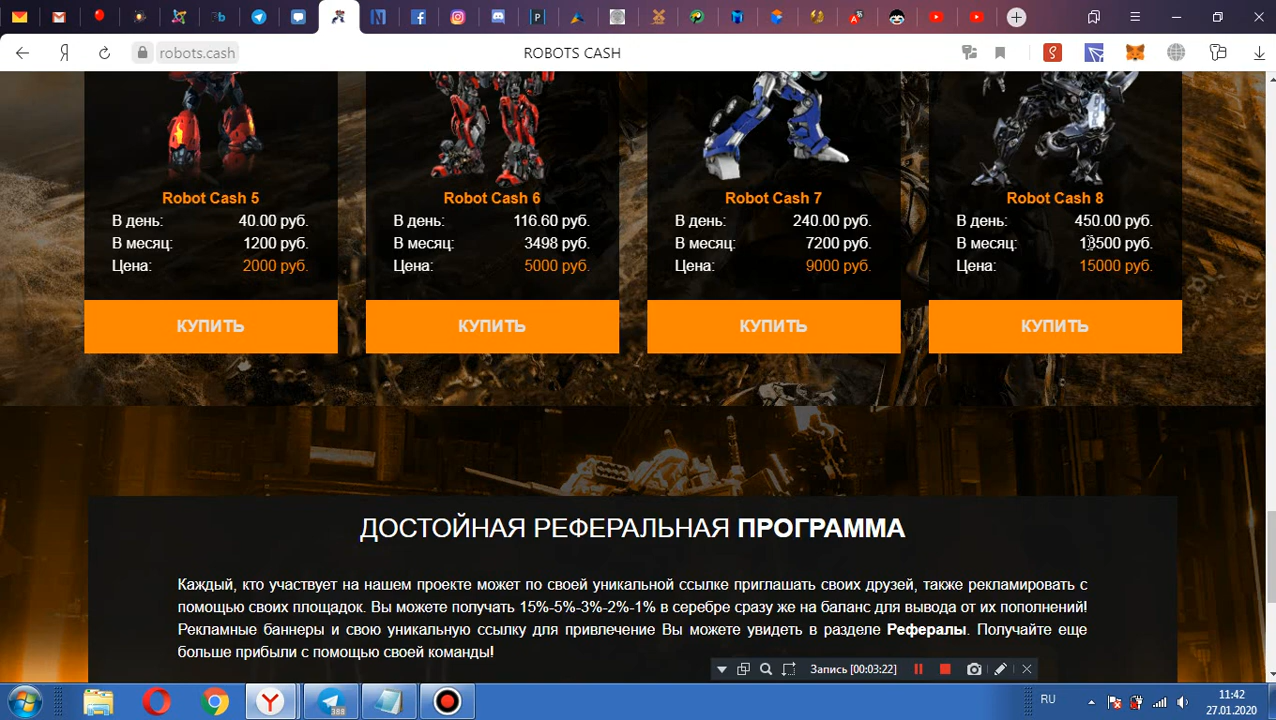 robots.cash
ROBOTS CASH
Robot Cash 5
В день: 40.00 руб.
В месяц: 1200 руб.
Цена: 2000 руб.
КУПИТЬ
Robot Cash 6
В день: 116.60 руб.
В месяц: 3498 руб.
Цена: 5000 руб.
КУПИТЬ
Robot Cash 7
В день: 240.00 руб.
В месяц: 7200 руб.
Цена: 9000 руб.
КУПИТЬ
Robot Cash 8
В день: 450.00 руб.
В месяц: 13500 руб.
Цена: 15000 руб.
КУПИТЬ
ДОСТОЙНАЯ РЕФЕРАЛЬНАЯ ПРОГРАММА
Каждый, кто участвует на нашем проекте может по своей уникальной ссылке приглашать своих друзей, также рекламировать с
помощью своих площадок. Вы можете получать 15%-5%-3%-2%-1% в серебре сразу же на баланс для вывода от их пополнений!
Рекламные баннеры и свою уникальную ссылку для привлечение Вы можете увидеть в разделе Рефералы. Получайте еще
больше прибыли с помощью своей команды!
Запись [00:03:22]
RU
11:42
27.01.2020